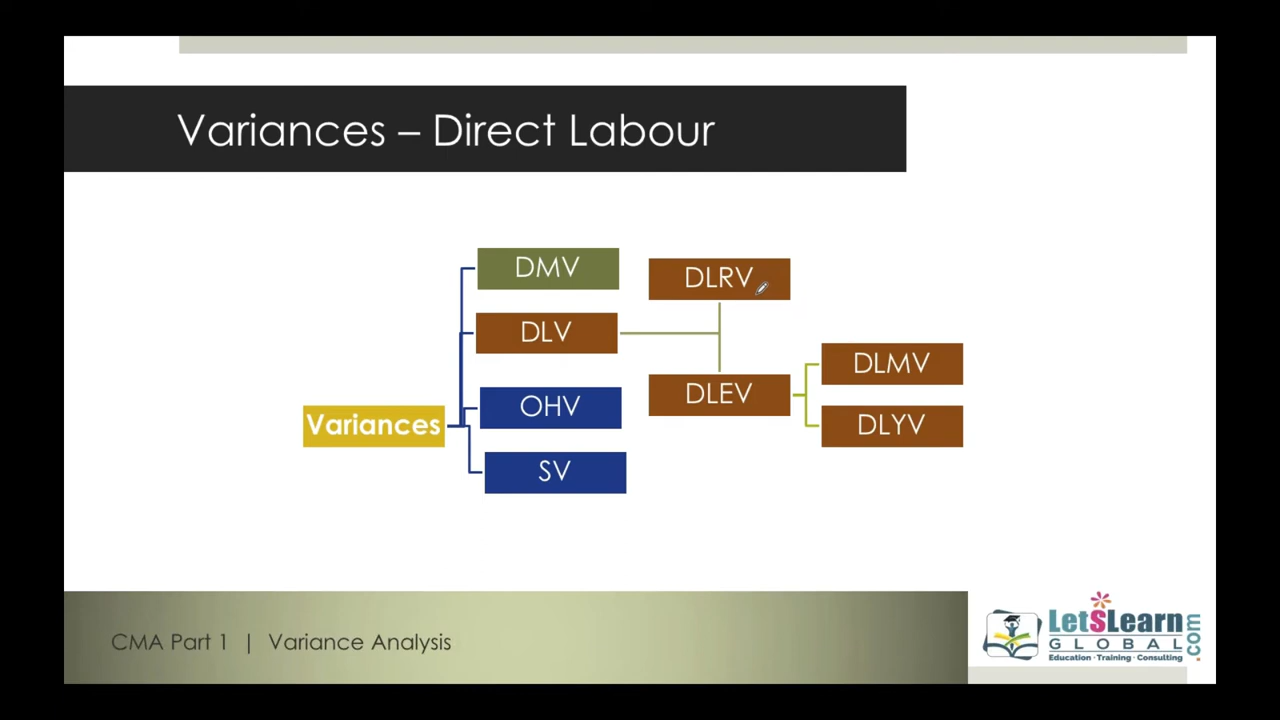 Variances – Direct Labour
DMV
DLRV
DLV
DLMV
DLEV
OHV
Variances
DLYV
SV
CMA Part 1 | Variance Analysis
LetSLearn
GLOBAL
.com
Education · Training · Consulting